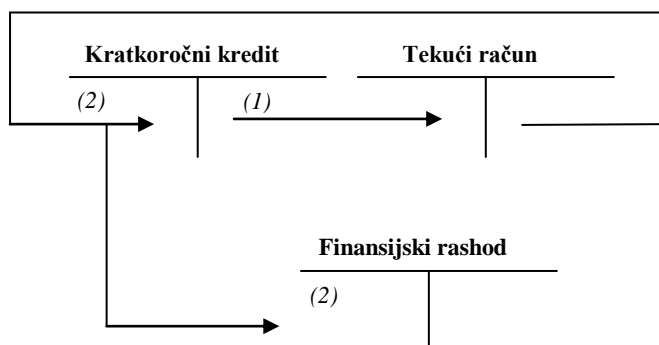 Kratkoročni kredit Tekući račun
(2) (1)
Finansijski rashod
(2)